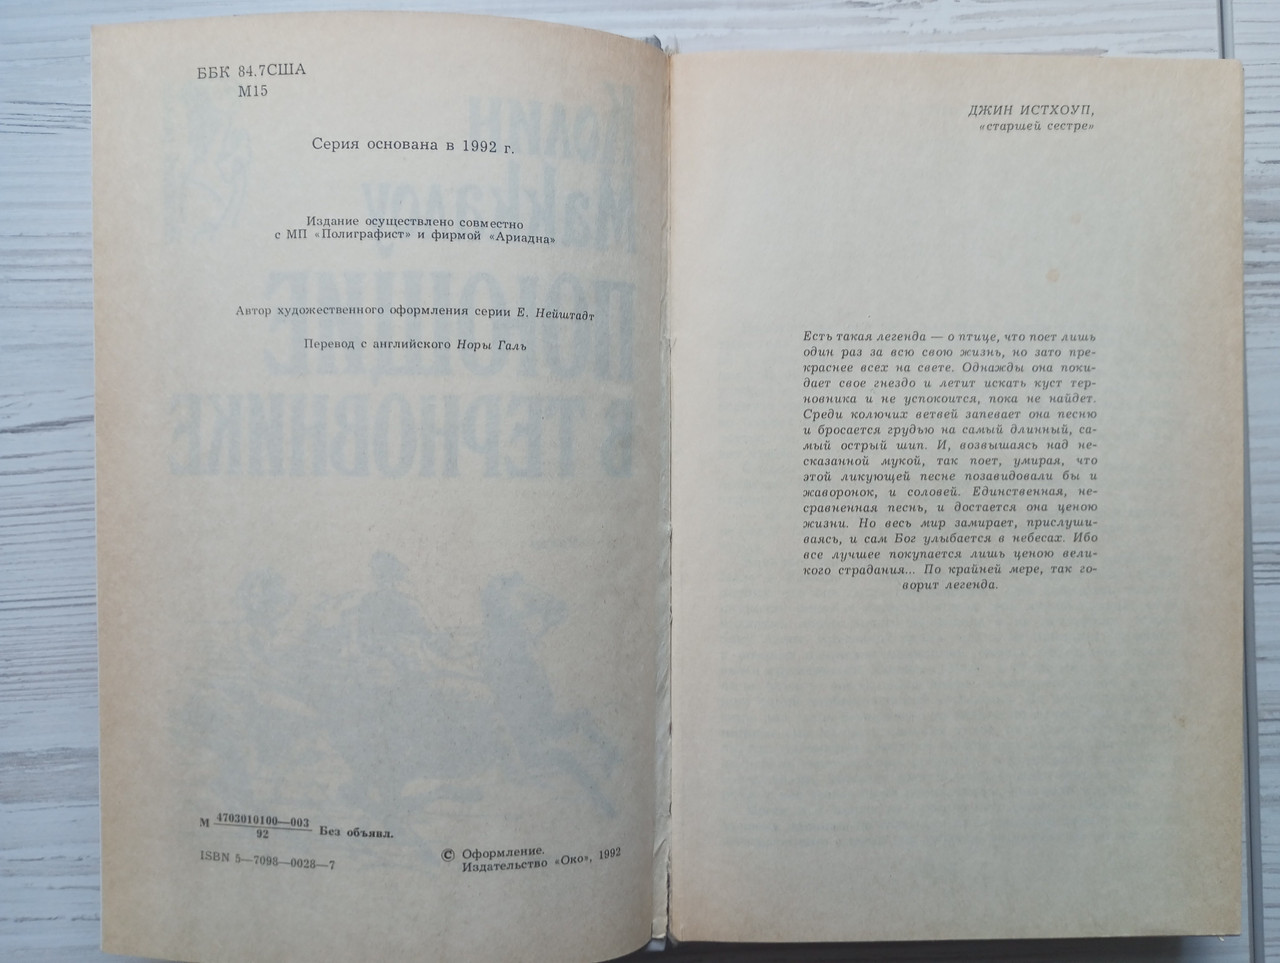 ББК 84.7США
М15
Серия основана в 1992 г.
Издание осуществлено совместно
с МП «Полиграфист» и фирмой «Ариадна»
Автор художественного оформления серии Е. Нейштадт
Перевод с английского Норы Галь
М 4703010100—003
92
Без объявл.
ISBN 5—7098—0028—7
© Оформление.
Издательство «Око», 1992
ДЖИН ИСТХОУП,
«старшей сестре»
Есть такая легенда — о птице, что поет лишь
один раз за всю свою жизнь, но зато пре-
краснее всех на свете. Однажды она поки-
дает свое гнездо и летит искать куст тер-
новника и не успокоится, пока не найдет.
Среди колючих ветвей запевает она песню
и бросается грудью на самый длинный, са-
мый острый шип. И, возвышаясь над не-
сказанной мукой, так поет, умирая, что
этой ликующей песне позавидовали бы и
жаворонок, и соловей. Единственная, не-
сравненная песнь, и достается она ценою
жизни. Но весь мир замирает, прислуши-
ваясь, и сам Бог улыбается в небесах. Ибо
все лучшее покупается лишь ценою вели-
кого страдания... По крайней мере, так го-
ворит легенда.
Колин
Маккалоу
ПОЮЩИЕ
В ТЕРНОВНИКЕ